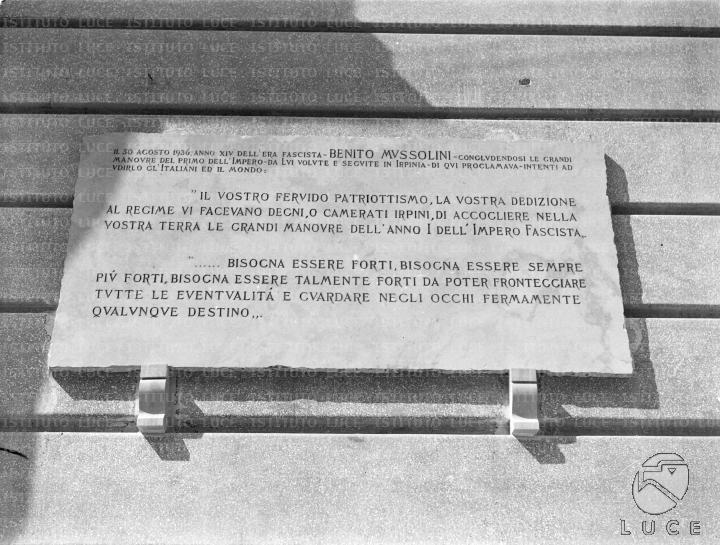 IL 30 AGOSTO 1936, ANNO XIV DELL'ERA FASCISTA - BENITO MVSSOLINI - CONCLVDENDOSI LE GRANDI
MANOVRE DEL PRIMO DELL'IMPERO - DA LVI VOLVTE E SEGVITE IN IRPINIA - DI QVI PROCLAMAVA - INTENTI AD
VDIRLO GL'ITALIANI ED IL MONDO:
"IL VOSTRO FERVIDO PATRIOTTISMO, LA VOSTRA DEDIZIONE
AL REGIME VI FACEVANO DEGNI, O CAMERATI IRPINI, DI ACCOGLIERE NELLA
VOSTRA TERRA LE GRANDI MANOVRE DELL'ANNO I DELL'IMPERO FASCISTA,,
"...... BISOGNA ESSERE FORTI, BISOGNA ESSERE SEMPRE
PIÚ FORTI, BISOGNA ESSERE TALMENTE FORTI DA POTER FRONTEGGIARE
TVTTE LE EVENTVALITÁ E GVARDARE NEGLI OCCHI FERMAMENTE
QVALVNQVE DESTINO,,.
LUCE